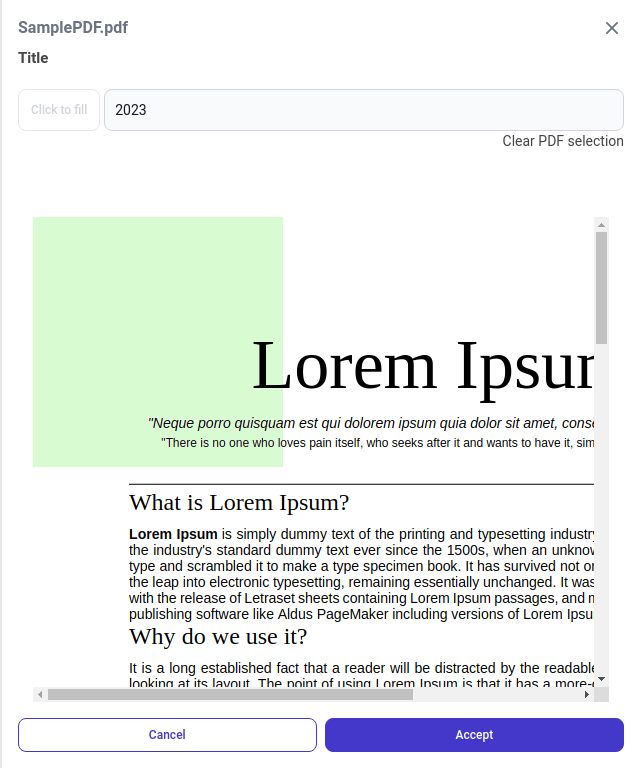 SamplePDF.pdf
Title
Click to fill
2023
Clear PDF selection
Lorem Ipsum
"Neque porro quisquam est qui dolorem ipsum quia dolor sit amet, conse
"There is no one who loves pain itself, who seeks after it and wants to have it, sim
What is Lorem Ipsum?
Lorem Ipsum is simply dummy text of the printing and typesetting industry
the industry's standard dummy text ever since the 1500s, when an unknow
type and scrambled it to make a type specimen book. It has survived not on
the leap into electronic typesetting, remaining essentially unchanged. It was
with the release of Letraset sheets containing Lorem Ipsum passages, and m
publishing software like Aldus PageMaker including versions of Lorem Ipsu
Why do we use it?
It is a long established fact that a reader will be distracted by the readable
looking at its layout. The point of using Lorem Ipsum is that it has a more-o
Cancel
Accept